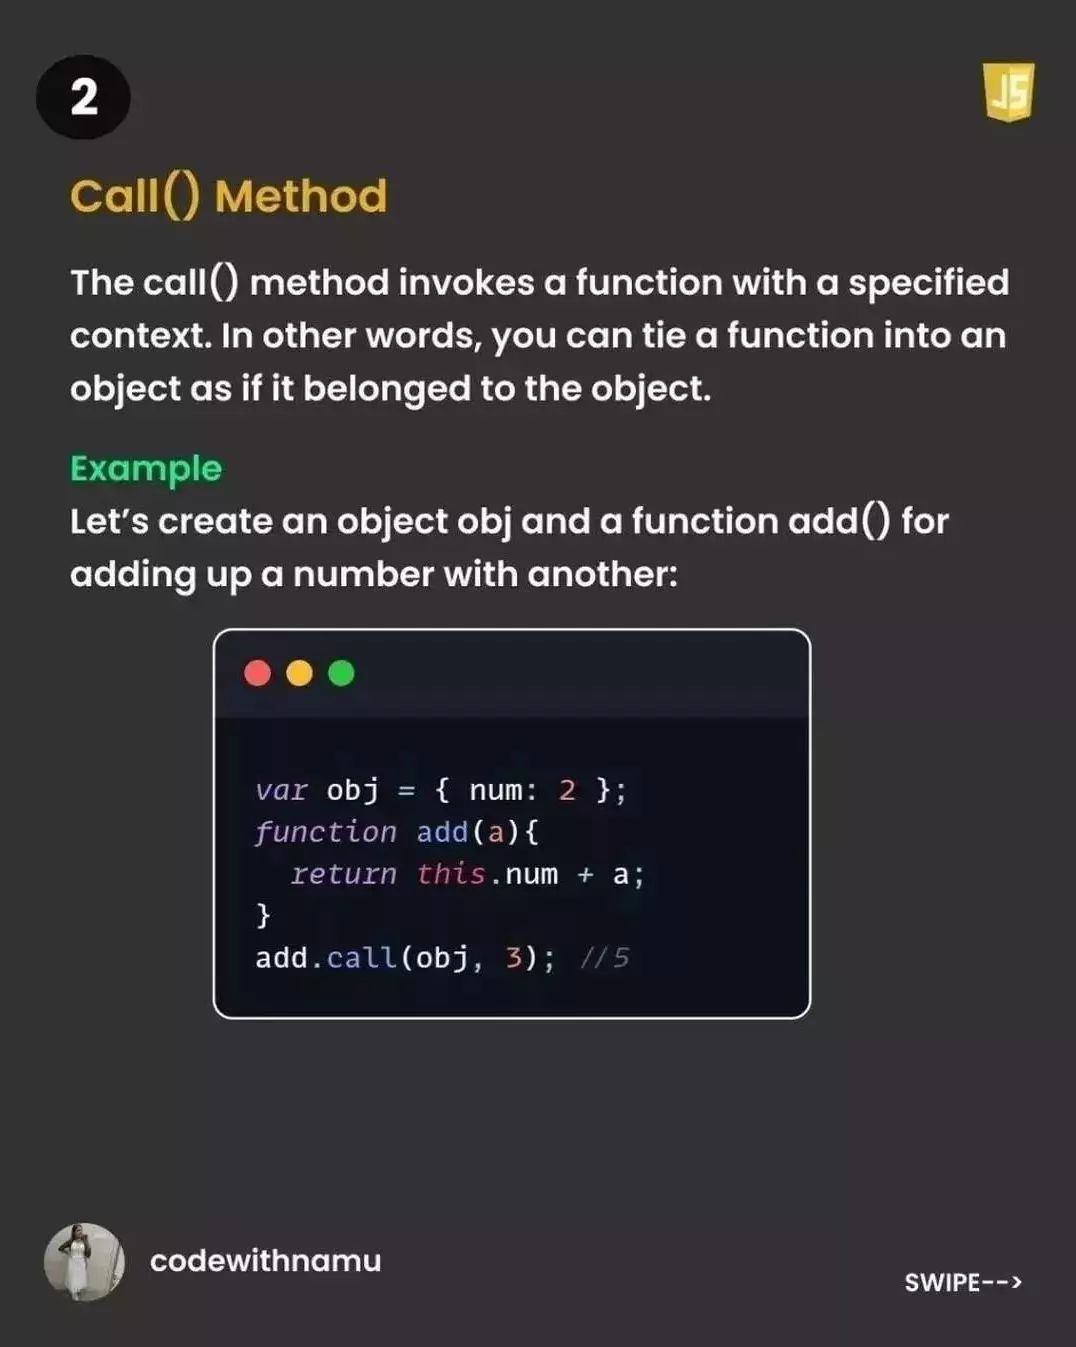 2
JS
Call() Method
The call() method invokes a function with a specified
context. In other words, you can tie a function into an
object as if it belonged to the object.
Example
Let’s create an object obj and a function add() for
adding up a number with another:
var obj = { num: 2 };
function add(a){
  return this.num + a;
}
add.call(obj, 3); //5
codewithnamu
SWIPE-->